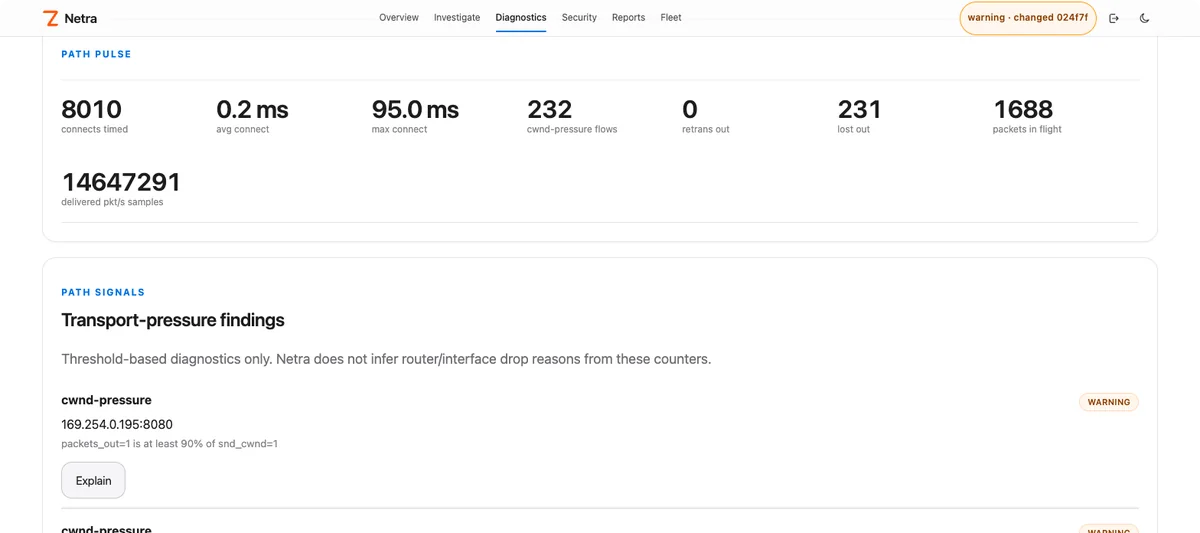 Netra
Overview Investigate Diagnostics Security Reports Fleet
warning · changed 024f7f
PATH PULSE
8010 0.2 ms 95.0 ms 232 0 231 1688
connects timed avg connect max connect cwnd-pressure flows retrans out lost out packets in flight
14647291
delivered pkt/s samples
PATH SIGNALS
Transport-pressure findings
Threshold-based diagnostics only. Netra does not infer router/interface drop reasons from these counters.
cwnd-pressure WARNING
169.254.0.195:8080
packets_out=1 is at least 90% of snd_cwnd=1
Explain
cwnd-pressure WARNING